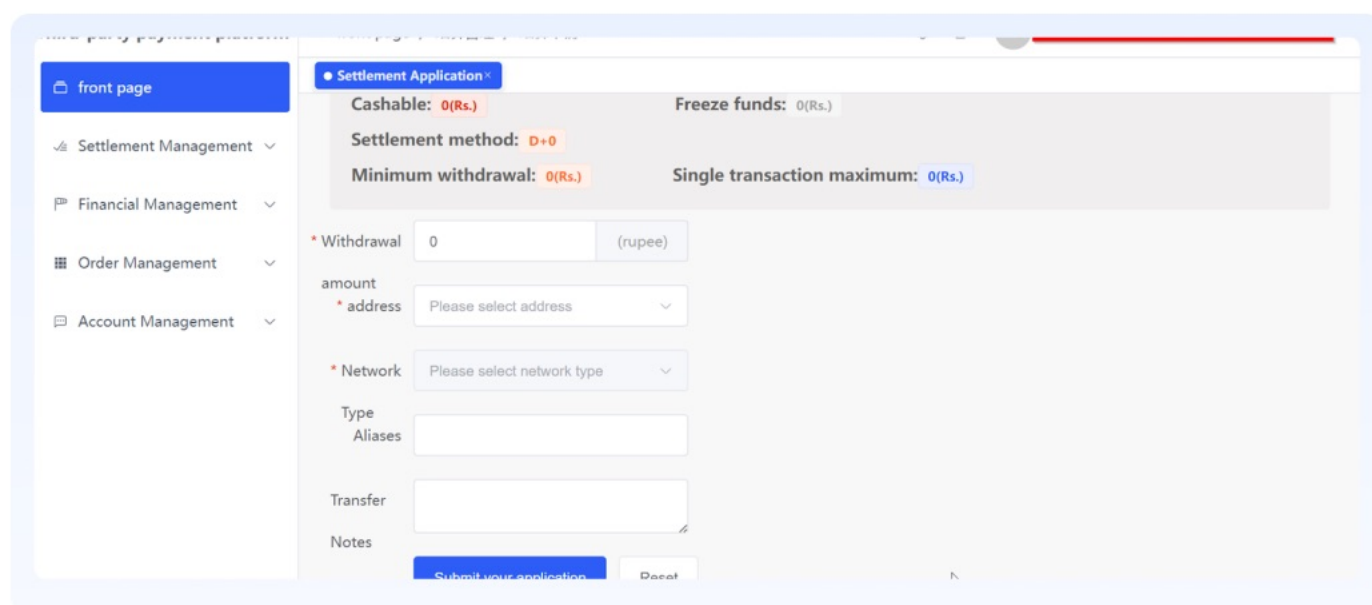 front page
Settlement Application×
Cashable: 0(Rs.) Freeze funds: 0(Rs.)
Settlement Management
Settlement method: D+0
Minimum withdrawal: 0(Rs.) Single transaction maximum: 0(Rs.)
Financial Management
* Withdrawal amount 0 (rupee)
Order Management
* address Please select address
Account Management
* Network Type Please select network type
Aliases
Transfer Notes
Submit your application Reset